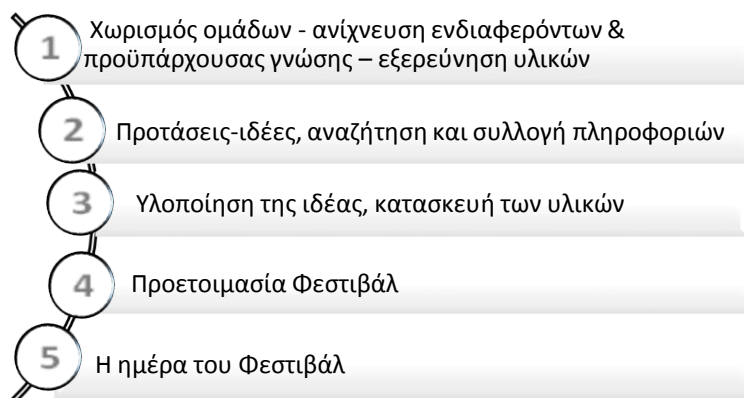 1 Χωρισμός ομάδων - ανίχνευση ενδιαφερόντων &
προϋπάρχουσας γνώσης – εξερεύνηση υλικών
2 Προτάσεις-ιδέες, αναζήτηση και συλλογή πληροφοριών
3 Υλοποίηση της ιδέας, κατασκευή των υλικών
4 Προετοιμασία Φεστιβάλ
5 Η ημέρα του Φεστιβάλ